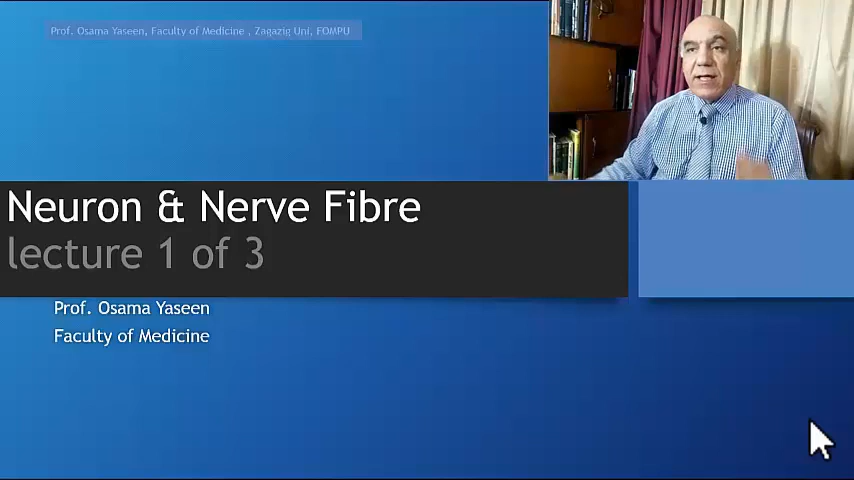 Prof. Osama Yaseen, Faculty of Medicine , Zagazig Uni, FOMPU
Neuron & Nerve Fibre
lecture 1 of 3
Prof. Osama Yaseen
Faculty of Medicine